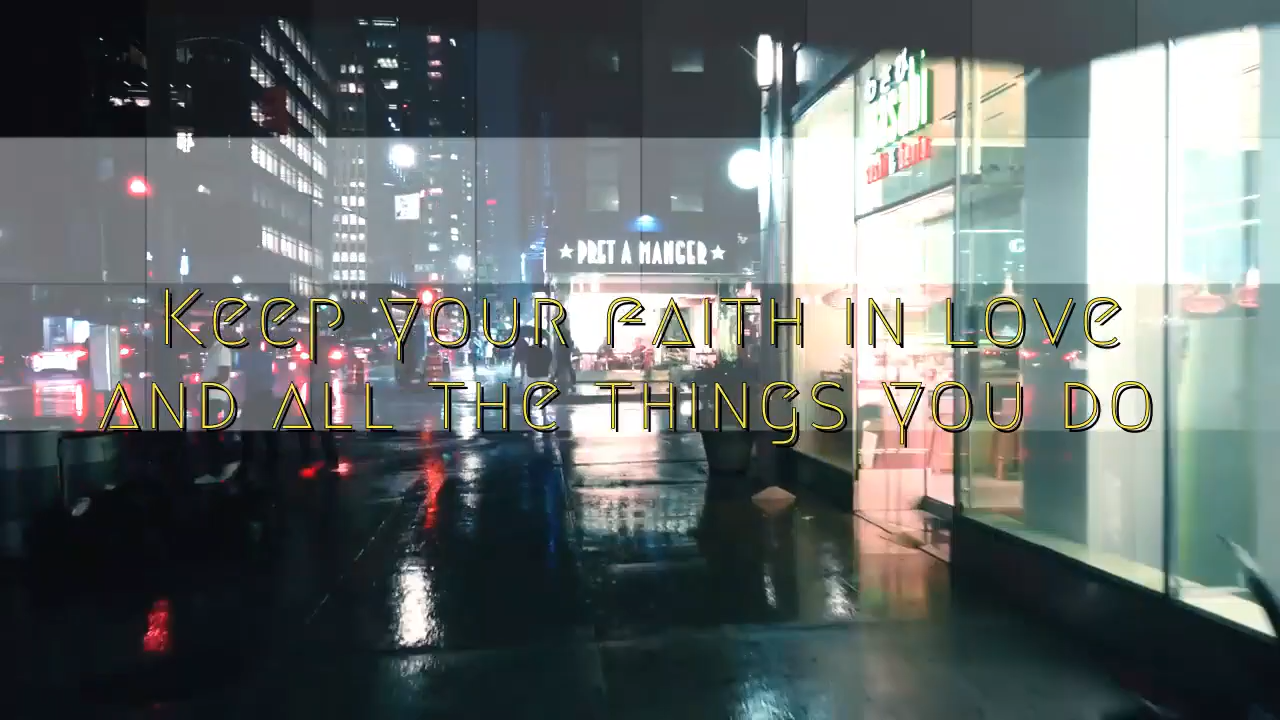 ★PRET A MANGER★
Keep your faith in love
and all the things you do